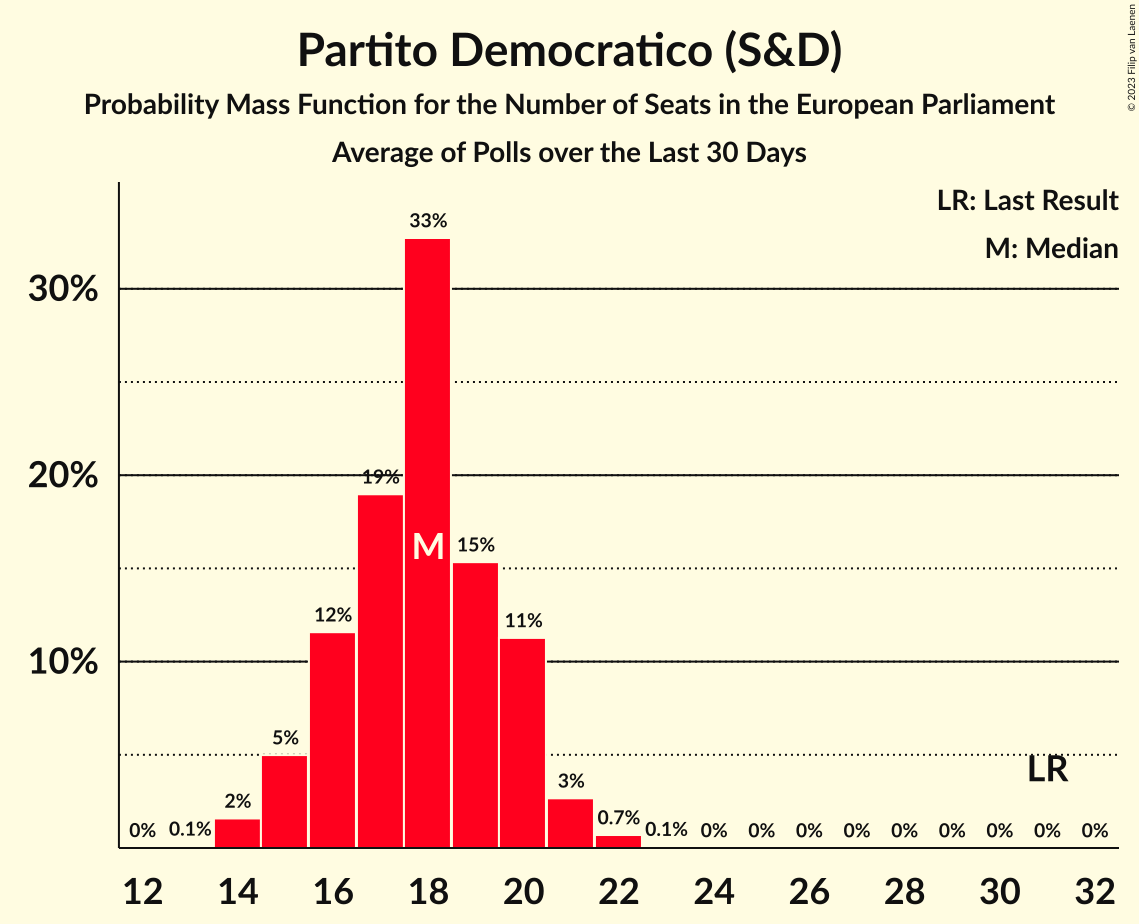 Partito Democratico (S&D)
Probability Mass Function for the Number of Seats in the European Parliament
Average of Polls over the Last 30 Days
© 2023 Filip van Laenen
LR: Last Result
M: Median
30%
20%
10%
0% 0.1% 2% 5% 12% 19% 33% 15% 11% 3% 0.7% 0.1% 0% 0% 0% 0% 0% 0% 0% 0% 0%
M
LR
12 14 16 18 20 22 24 26 28 30 32